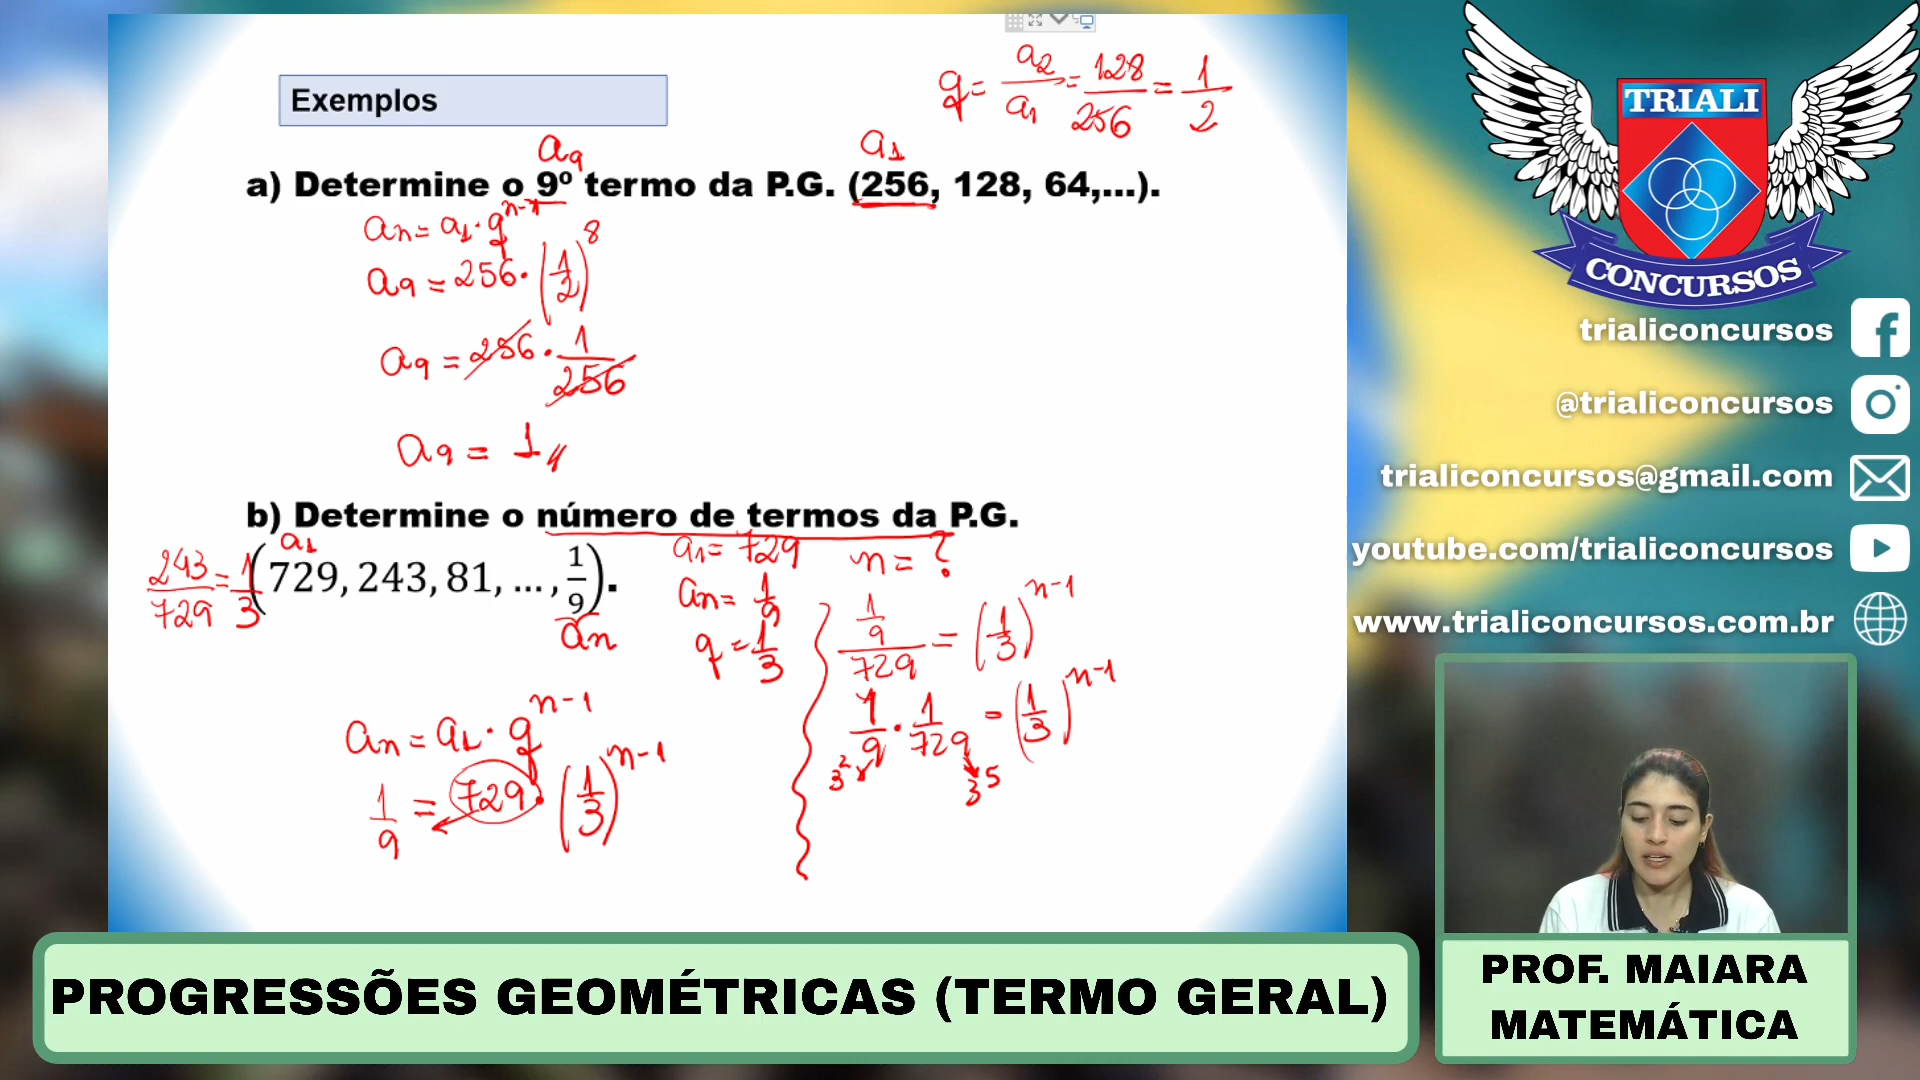 Exemplos
q = a2/a1 = 128/256 = 1/2
a9
a1
a) Determine o 9º termo da P.G. (256, 128, 64,...).
an = a1 · q^n-1
a9 = 256 · (1/2)^8
a9 = 256 · 1/256
a9 = 1
b) Determine o número de termos da P.G.
a1
243/729 = 1/3
(729, 243, 81, ..., 1/9).
an
a1 = 729
n = ?
an = 1/9
q = 1/3
an = a1 · q^n-1
1/9 = 729 · (1/3)^n-1
1/9/729 = (1/3)^n-1
1/9 · 1/729 = (1/3)^n-1
3^2
3^5
TRIALI
CONCURSOS
trialiconcursos
@trialiconcursos
trialiconcursos@gmail.com
youtube.com/trialiconcursos
www.trialiconcursos.com.br
PROGRESSÕES GEOMÉTRICAS (TERMO GERAL)
PROF. MAIARA
MATEMÁTICA